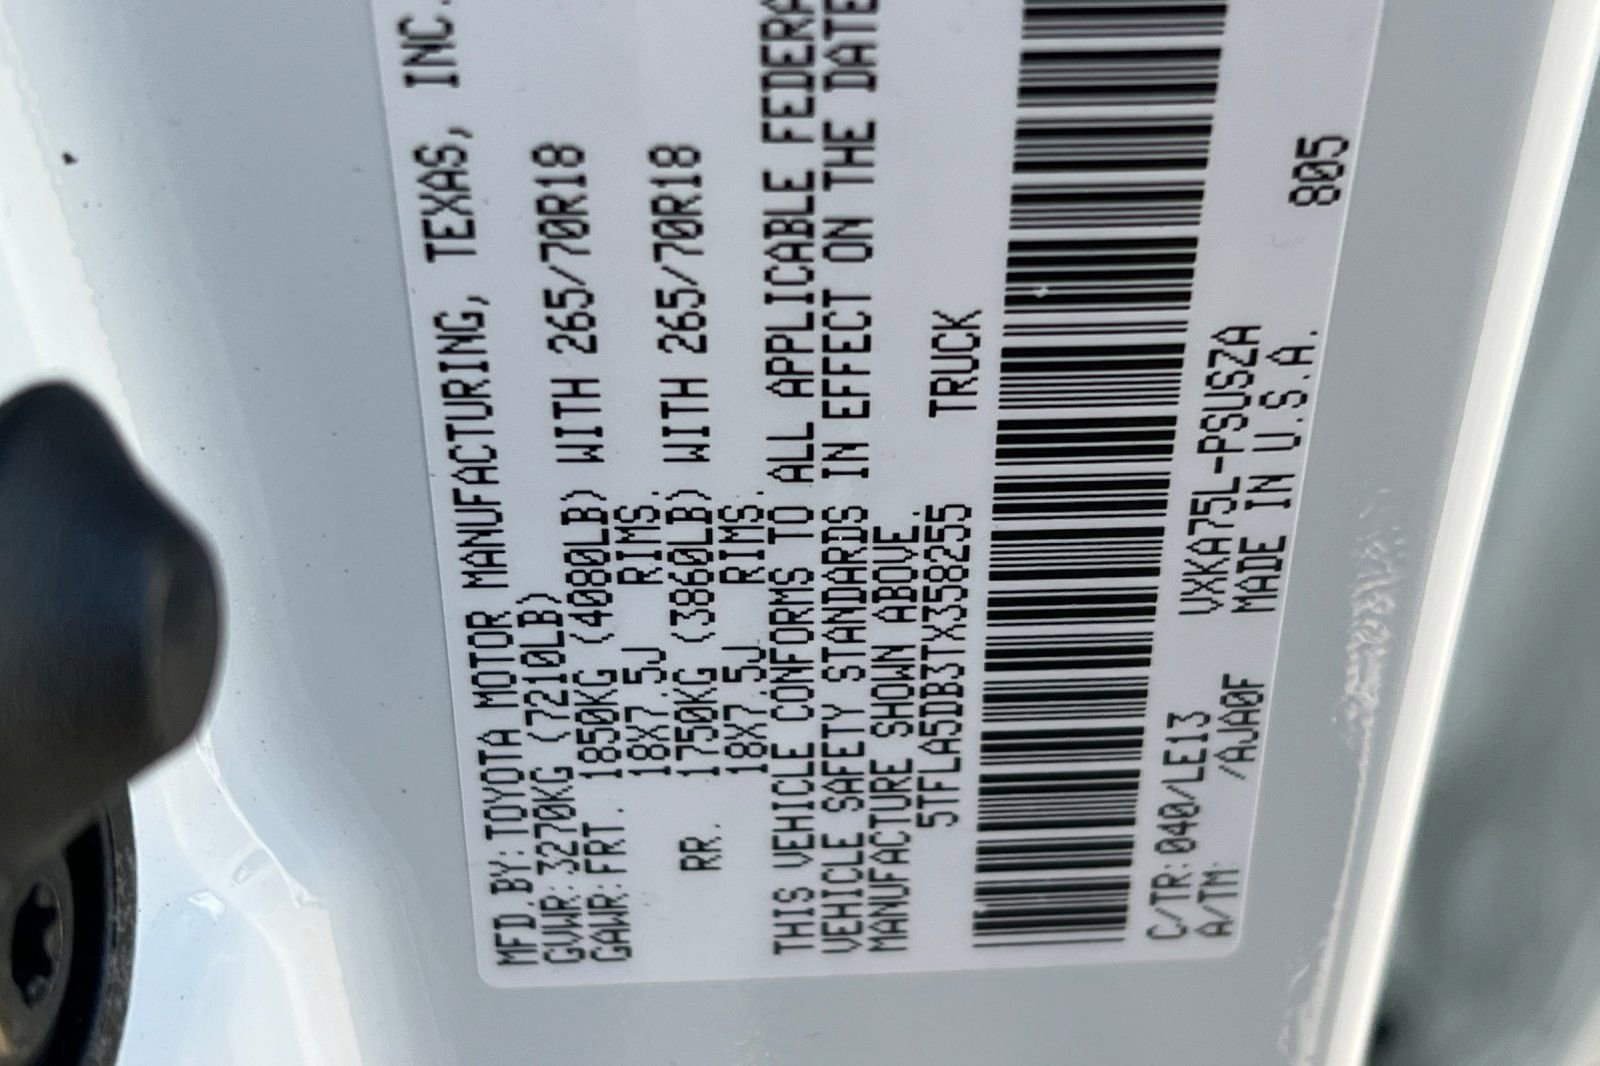 MFD.BY:TOYOTA MOTOR MANUFACTURING, TEXAS, INC.
GVWR:3270KG (7210LB)
GAWR:FRT. 1850KG (4080LB) WITH 265/70R18
18X7.5J RIMS.
RR. 1750KG (3860LB) WITH 265/70R18
18X7.5J RIMS.
THIS VEHICLE CONFORMS TO ALL APPLICABLE FEDERA
VEHICLE SAFETY STANDARDS IN EFFECT ON THE DATE
MANUFACTURE SHOWN ABOVE.
5TFLA5DB3TX358255 TRUCK
C/TR:040/LE13 VXKA75L-PSUSZA
A/TM: /AJA0F MADE IN U.S.A. 805